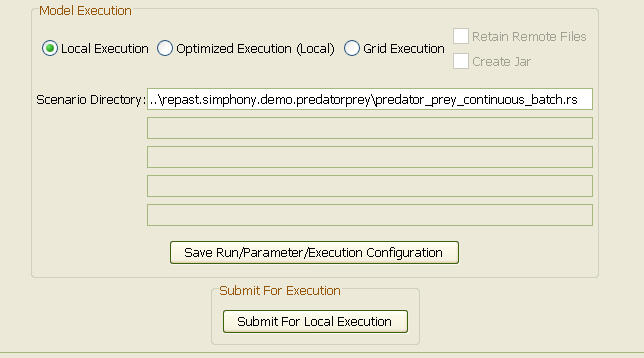 Model Execution
Local Execution Optimized Execution (Local) Grid Execution Retain Remote Files
Create Jar
Scenario Directory: ..\repast.simphony.demo.predatorprey\predator_prey_continuous_batch.rs
Save Run/Parameter/Execution Configuration
Submit For Execution
Submit For Local Execution